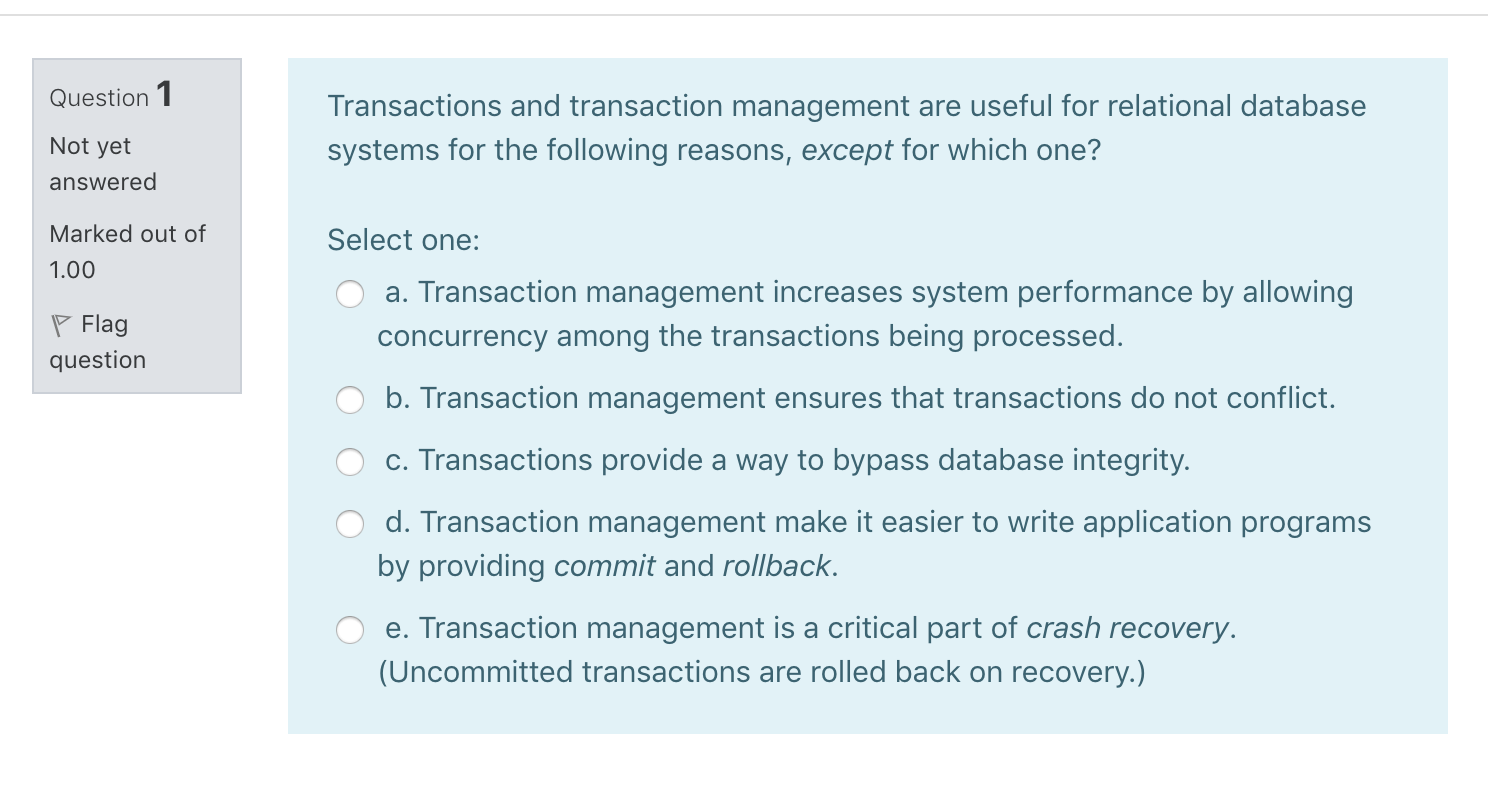 Question 1
Not yet
answered
Marked out of
1.00
Flag
question
Transactions and transaction management are useful for relational database
systems for the following reasons, except for which one?
Select one:
a. Transaction management increases system performance by allowing
concurrency among the transactions being processed.
b. Transaction management ensures that transactions do not conflict.
c. Transactions provide a way to bypass database integrity.
d. Transaction management make it easier to write application programs
by providing commit and rollback.
e. Transaction management is a critical part of crash recovery.
(Uncommitted transactions are rolled back on recovery.)